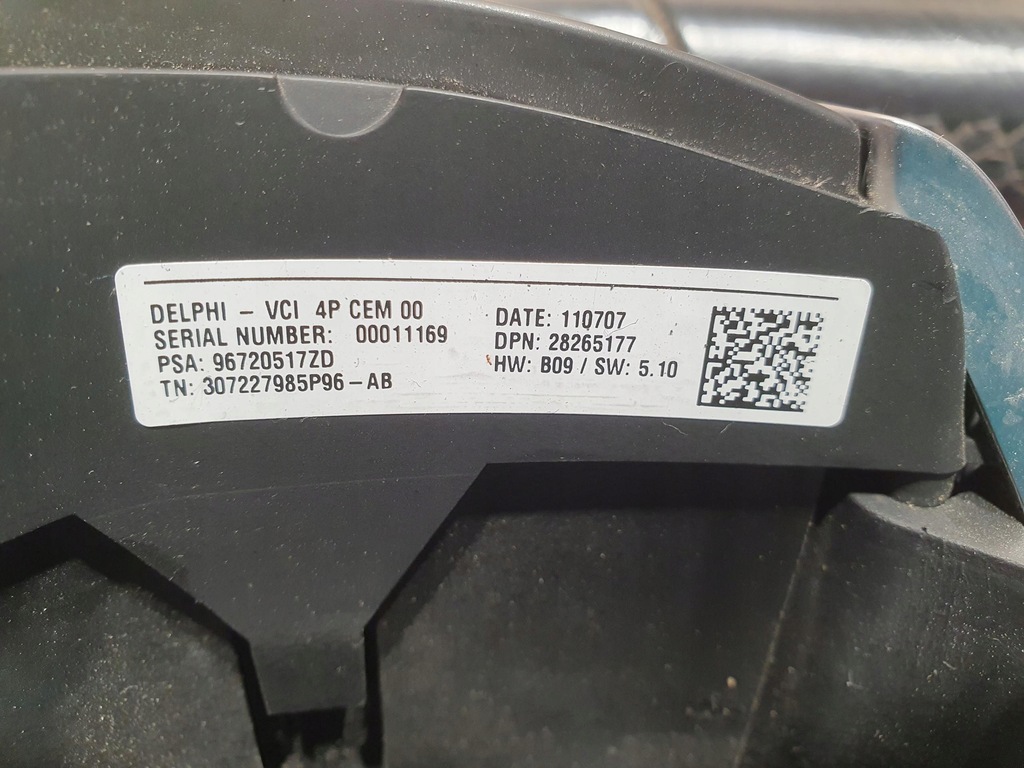 DELPHI - VCI 4P CEM 00
SERIAL NUMBER: 00011169
PSA: 96720517ZD
TN: 307227985P96-AB
DATE: 110707
DPN: 28265177
HW: B09 / SW: 5.10